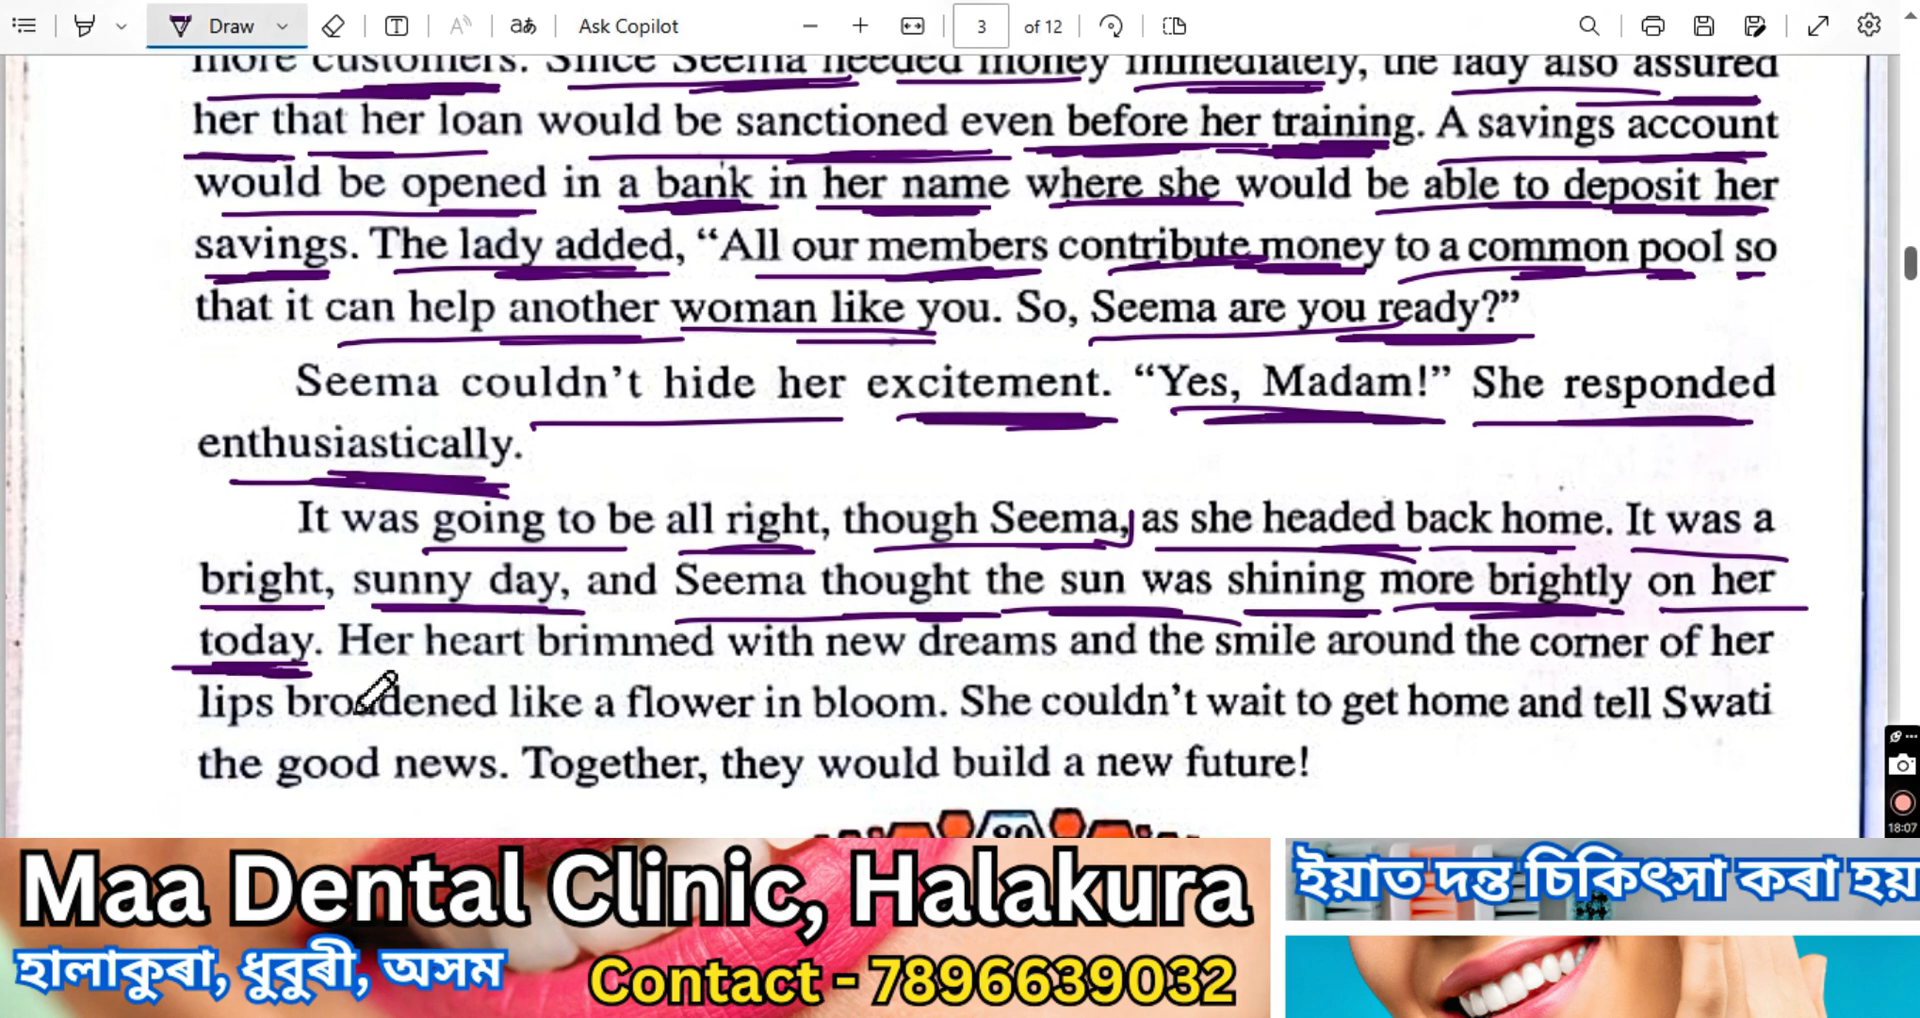 Draw
Ask Copilot
3 of 12
more customers. Since Seema needed money immediately, the lady also assured
her that her loan would be sanctioned even before her training. A savings account
would be opened in a bank in her name where she would be able to deposit her
savings. The lady added, “All our members contribute money to a common pool so
that it can help another woman like you. So, Seema are you ready?”
Seema couldn’t hide her excitement. “Yes, Madam!” She responded
enthusiastically.
It was going to be all right, though Seema, as she headed back home. It was a
bright, sunny day, and Seema thought the sun was shining more brightly on her
today. Her heart brimmed with new dreams and the smile around the corner of her
lips broadened like a flower in bloom. She couldn’t wait to get home and tell Swati
the good news. Together, they would build a new future!
80
18:07
Maa Dental Clinic, Halakura
হালাকুৰা, ধুবুৰী, অসম
Contact - 7896639032
ইয়াত দন্ত চিকিৎসা কৰা হয়